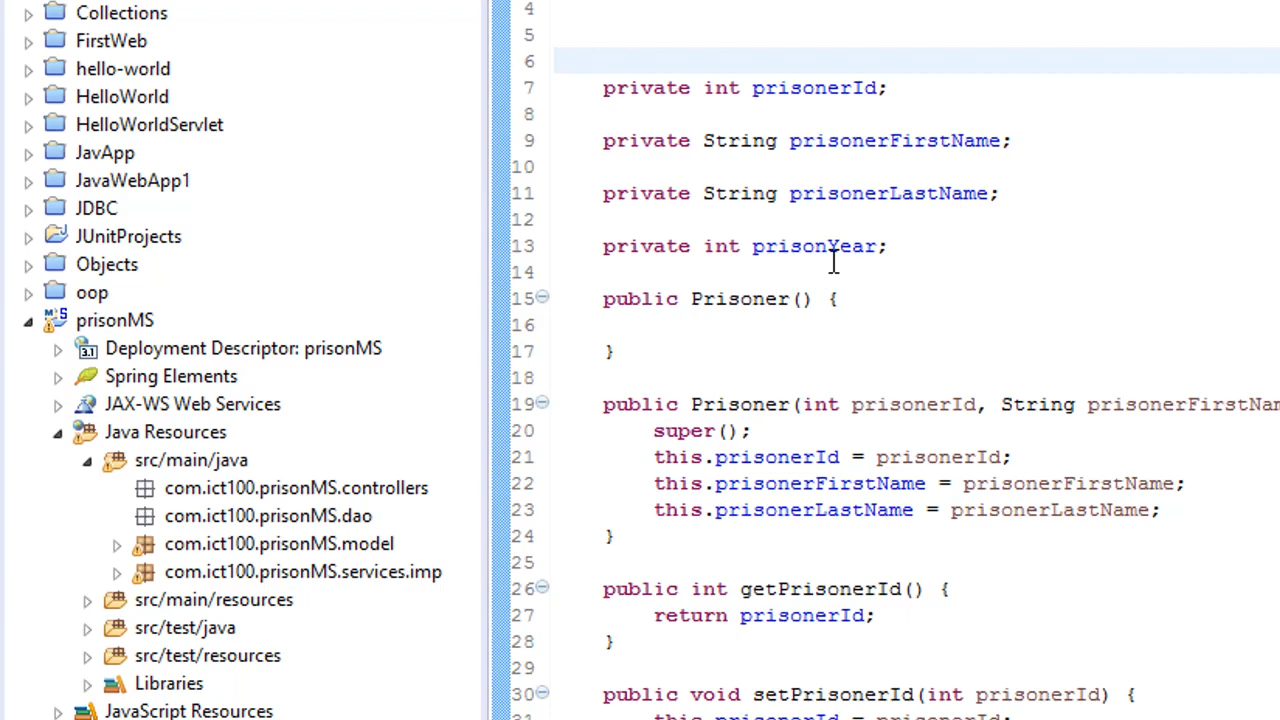 Collections
FirstWeb
hello-world
HelloWorld
HelloWorldServlet
JavApp
JavaWebApp1
JDBC
JUnitProjects
Objects
oop
prisonMS
Deployment Descriptor: prisonMS
Spring Elements
JAX-WS Web Services
Java Resources
src/main/java
com.ict100.prisonMS.controllers
com.ict100.prisonMS.dao
com.ict100.prisonMS.model
com.ict100.prisonMS.services.imp
src/main/resources
src/test/java
src/test/resources
Libraries
JavaScript Resources
4
5
6
7 private int prisonerId;
8
9 private String prisonerFirstName;
10
11 private String prisonerLastName;
12
13 private int prisonYear;
14
15 public Prisoner() {
16
17 }
18
19 public Prisoner(int prisonerId, String prisonerFirstNam
20 super();
21 this.prisonerId = prisonerId;
22 this.prisonerFirstName = prisonerFirstName;
23 this.prisonerLastName = prisonerLastName;
24 }
25
26 public int getPrisonerId() {
27 return prisonerId;
28 }
29
30 public void setPrisonerId(int prisonerId) {
31 this.prisonerId = prisonerId;